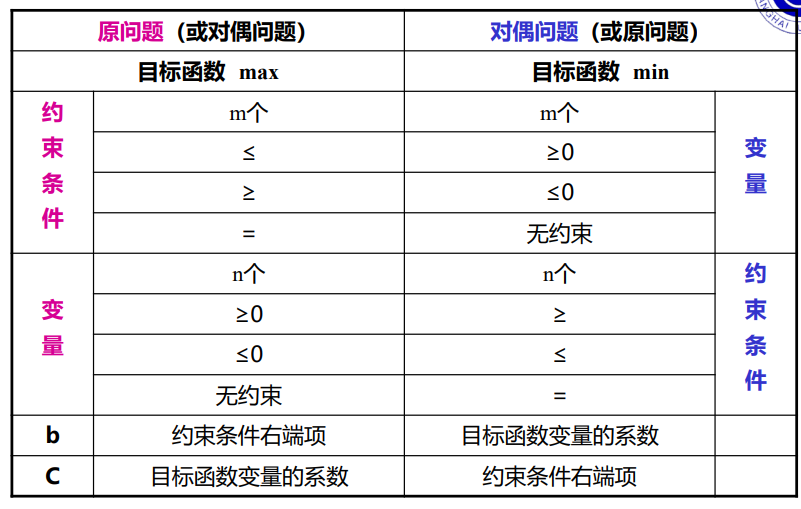 原问题（或对偶问题） 对偶问题（或原问题）
目标函数 max 目标函数 min
约束条件 m个 m个 变量
≤ ≥0
≥ ≤0
= 无约束
变量 n个 n个 约束条件
≥0 ≥
≤0 ≤
无约束 =
b 约束条件右端项 目标函数变量的系数
C 目标函数变量的系数 约束条件右端项